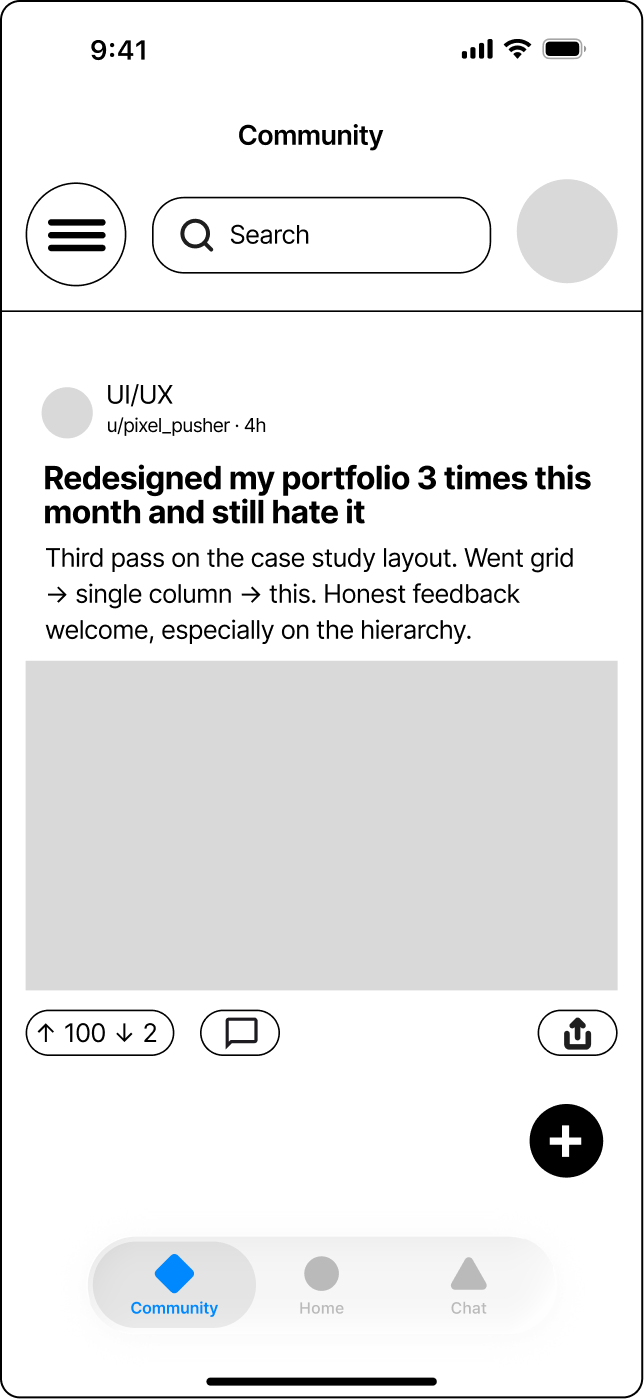 9:41
Community
Search
UI/UX
u/pixel_pusher · 4h
Redesigned my portfolio 3 times this
month and still hate it
Third pass on the case study layout. Went grid
→ single column → this. Honest feedback
welcome, especially on the hierarchy.
↑ 100 ↓ 2
Community Home Chat